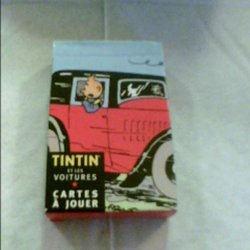 TINTIN
ET LES
VOITURES
CARTES
À JOUER